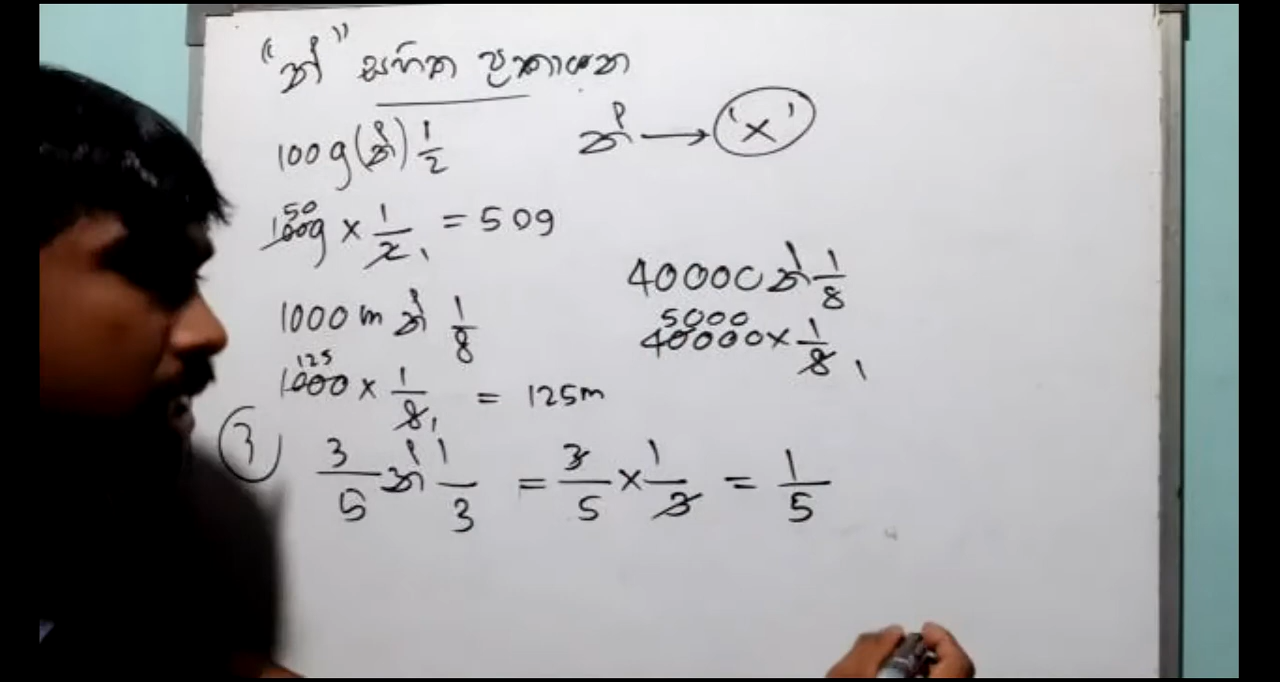 “න්” සහිත ප්‍රකාශන
100g (න්) 1/2
න් → 'x'
50
100g × 1/2 1 = 50g
1000 m න් 1/8
125
1000 × 1/8 1 = 125m
40000 න් 1/8
5000
40000 × 1/8 1
3 3/5 න් 1/3 = 3/5 × 1/3 = 1/5